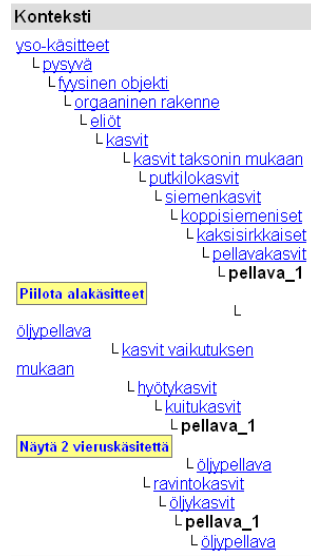 Konteksti
yso-käsitteet
pysyvä
fyysinen objekti
orgaaninen rakenne
eliöt
kasvit
kasvit taksonin mukaan
putkilokasvit
siemenkasvit
koppisiemeniset
kaksisirkkaiset
pellavakasvit
pellava_1
Piilota alakäsitteet
öljypellava
kasvit vaikutuksen
mukaan
hyötykasvit
kuitukasvit
pellava_1
Näytä 2 vieruskäsitettä
öljypellava
ravintokasvit
öljykasvit
pellava_1
öljypellava